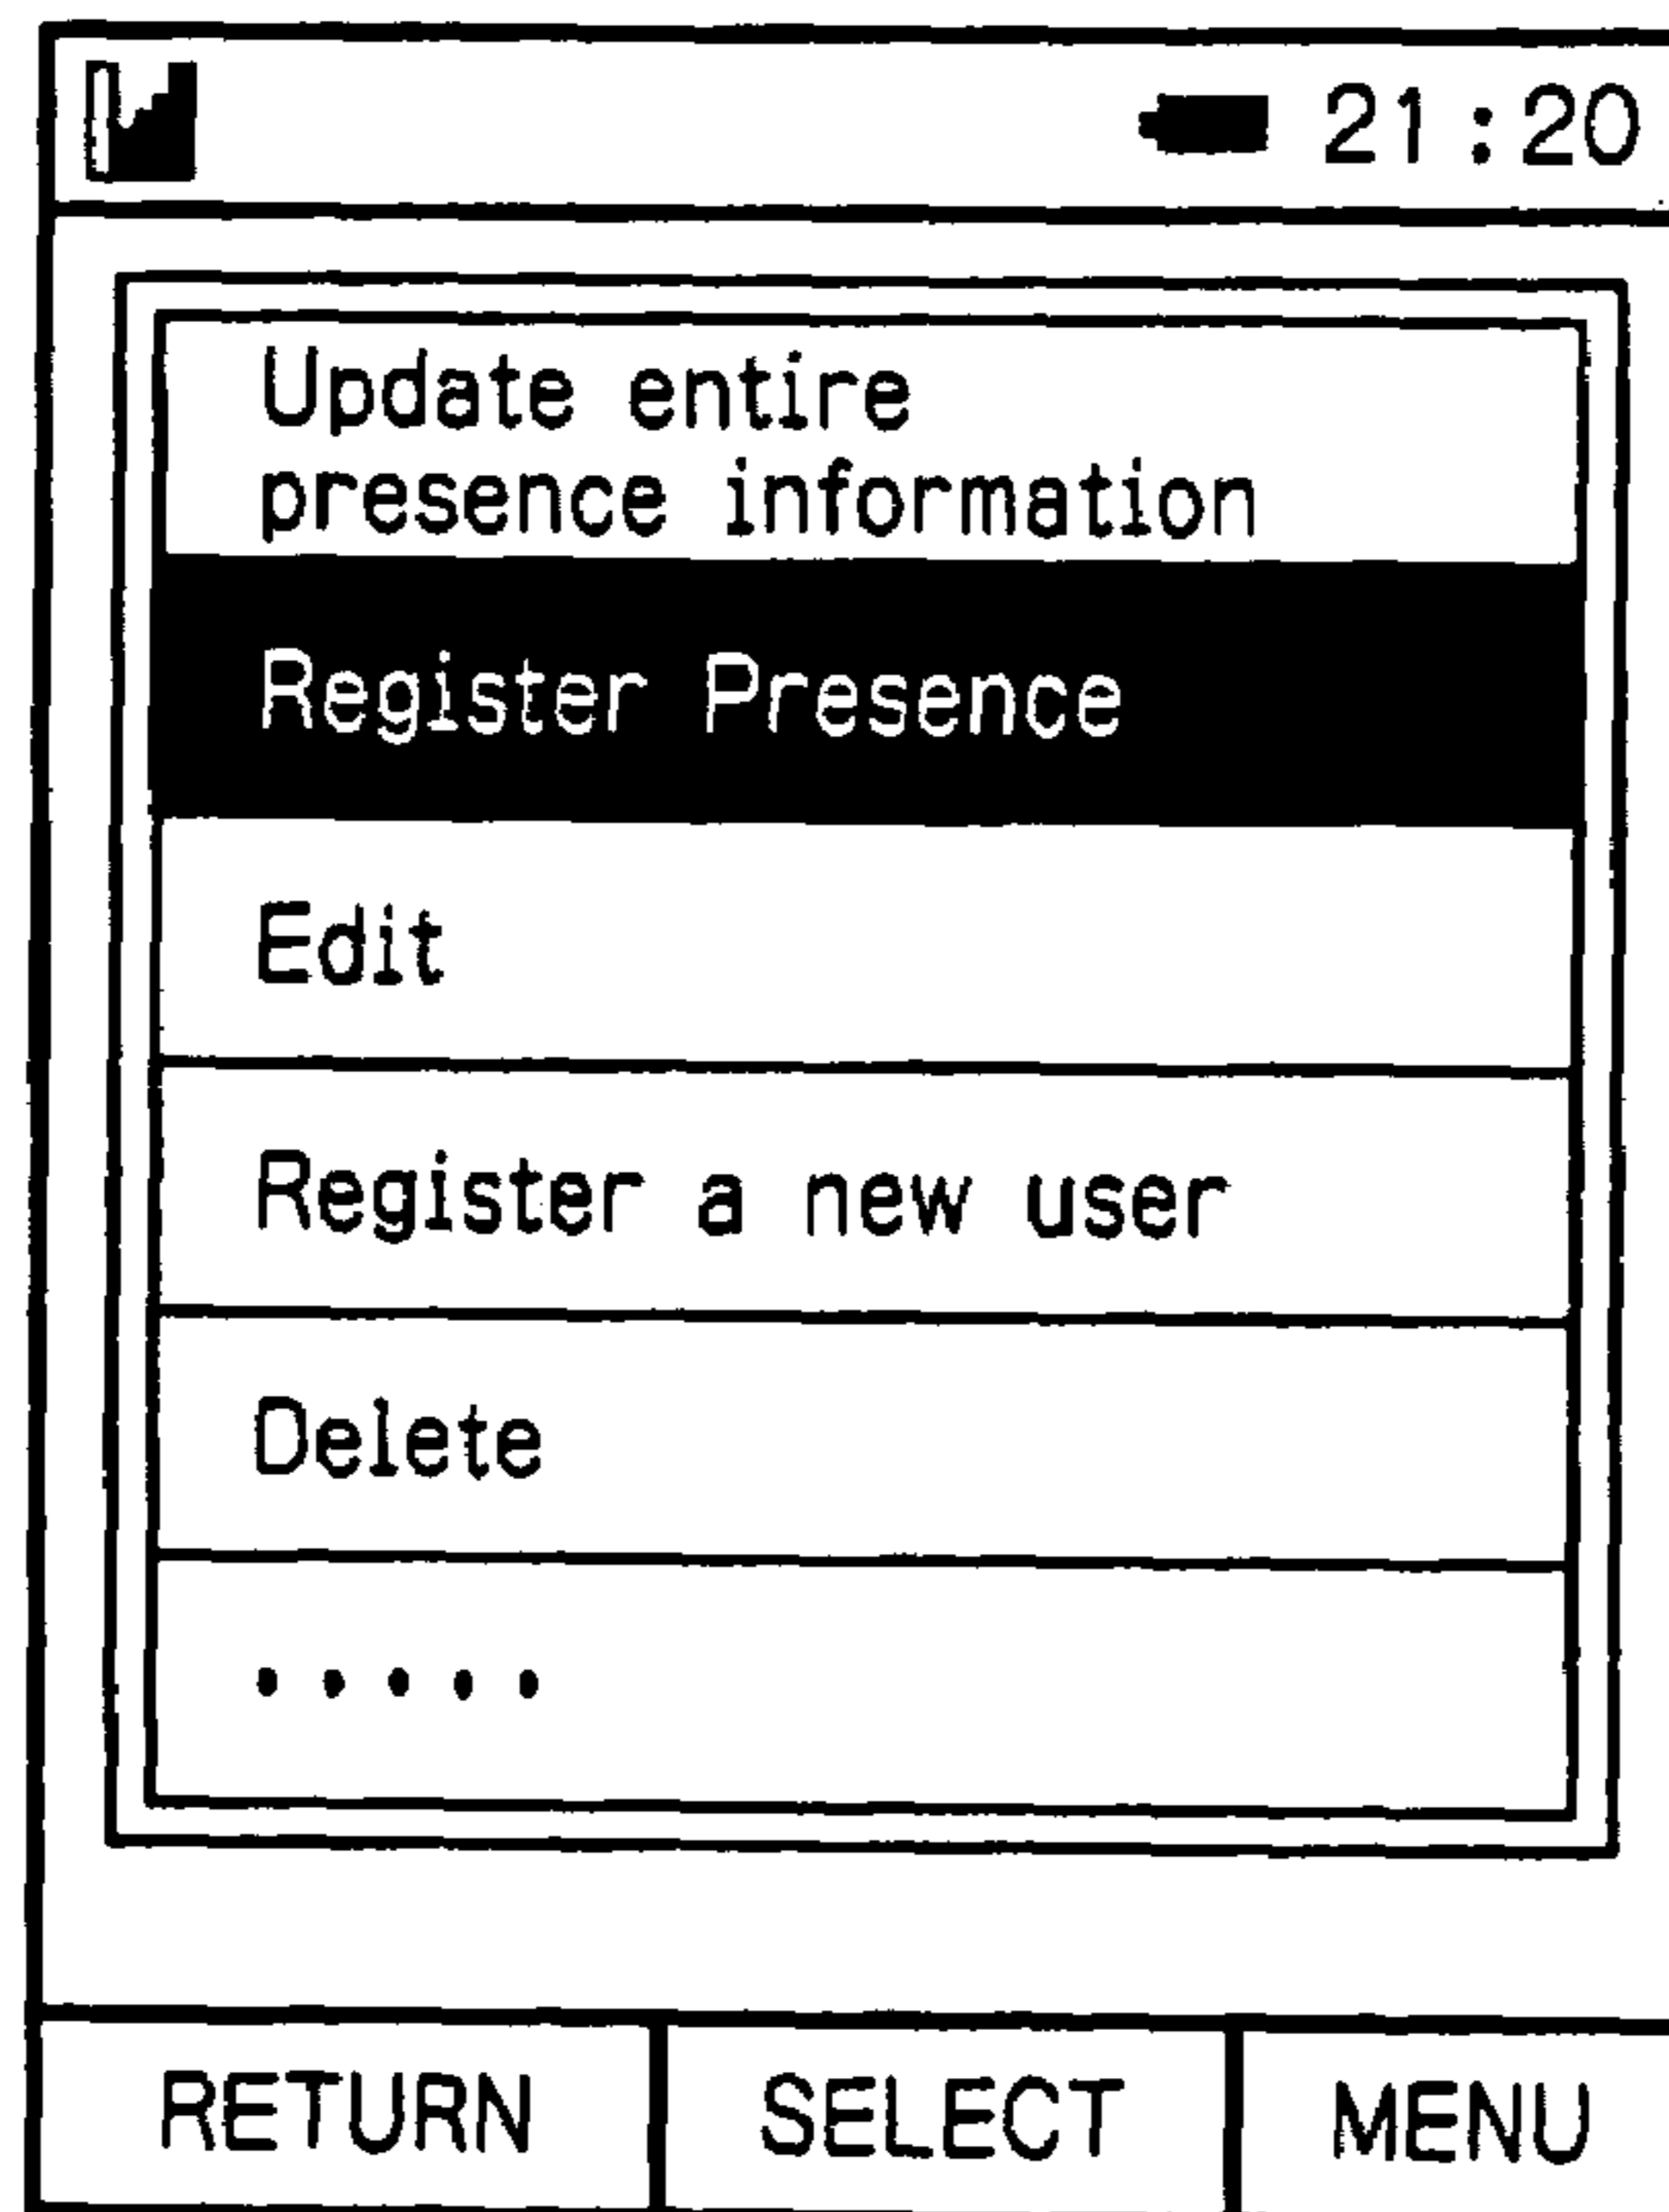 21:20
Update entire
presence information
Register Presence
Edit
Register a new user
Delete
.....
RETURN SELECT MENU